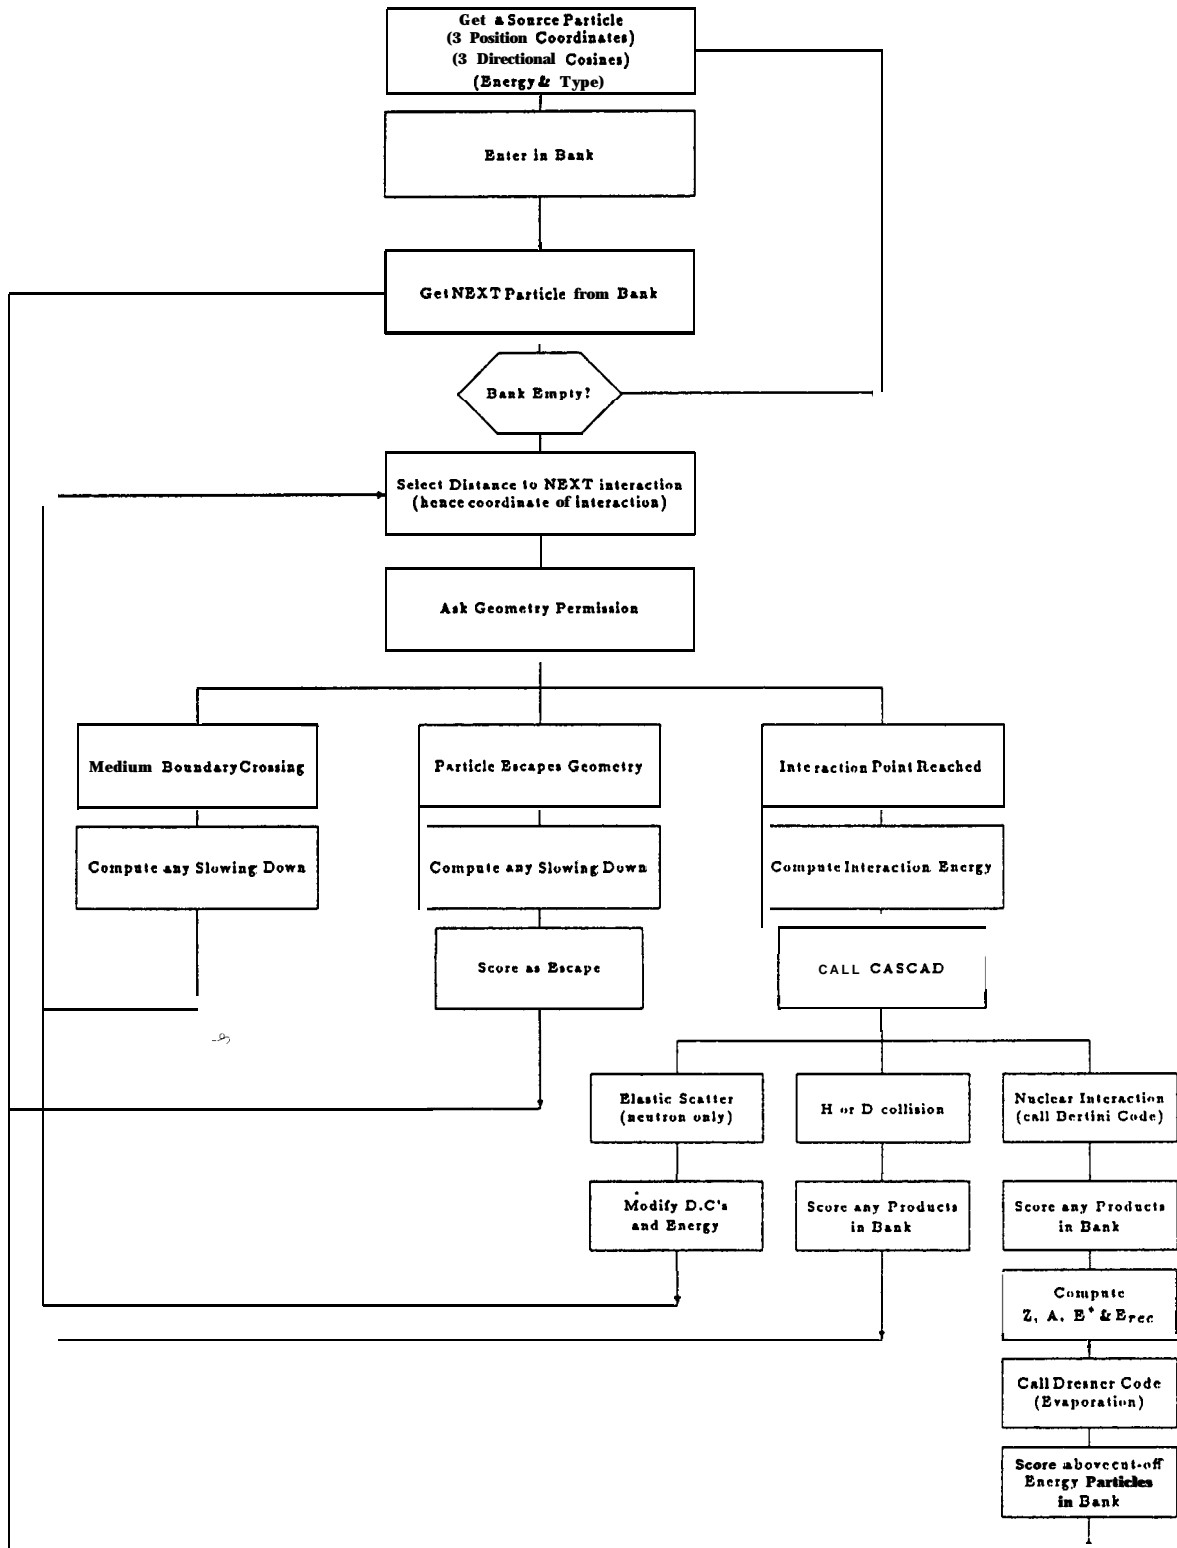 Get a Source Particle
(3 Position Coordinates)
(3 Directional Cosines)
(Energy & Type)
Enter in Bank
Get NEXT Particle from Bank
Bank Empty?
Select Distance to NEXT interaction
(hence coordinate of interaction)
Ask Geometry Permission
Medium Boundary Crossing
Particle Escapes Geometry
Interaction Point Reached
Compute any Slowing Down
Compute any Slowing Down
Compute Interaction Energy
Score as Escape
CALL CASCAD
Elastic Scatter
(neutron only)
H or D collision
Nuclear Interaction
(call Bertini Code)
Modify D.C's
and Energy
Score any Products
in Bank
Score any Products
in Bank
Compute
Z, A, E* & Erec
Call Dresner Code
(Evaporation)
Score above cut-off
Energy Particles
in Bank